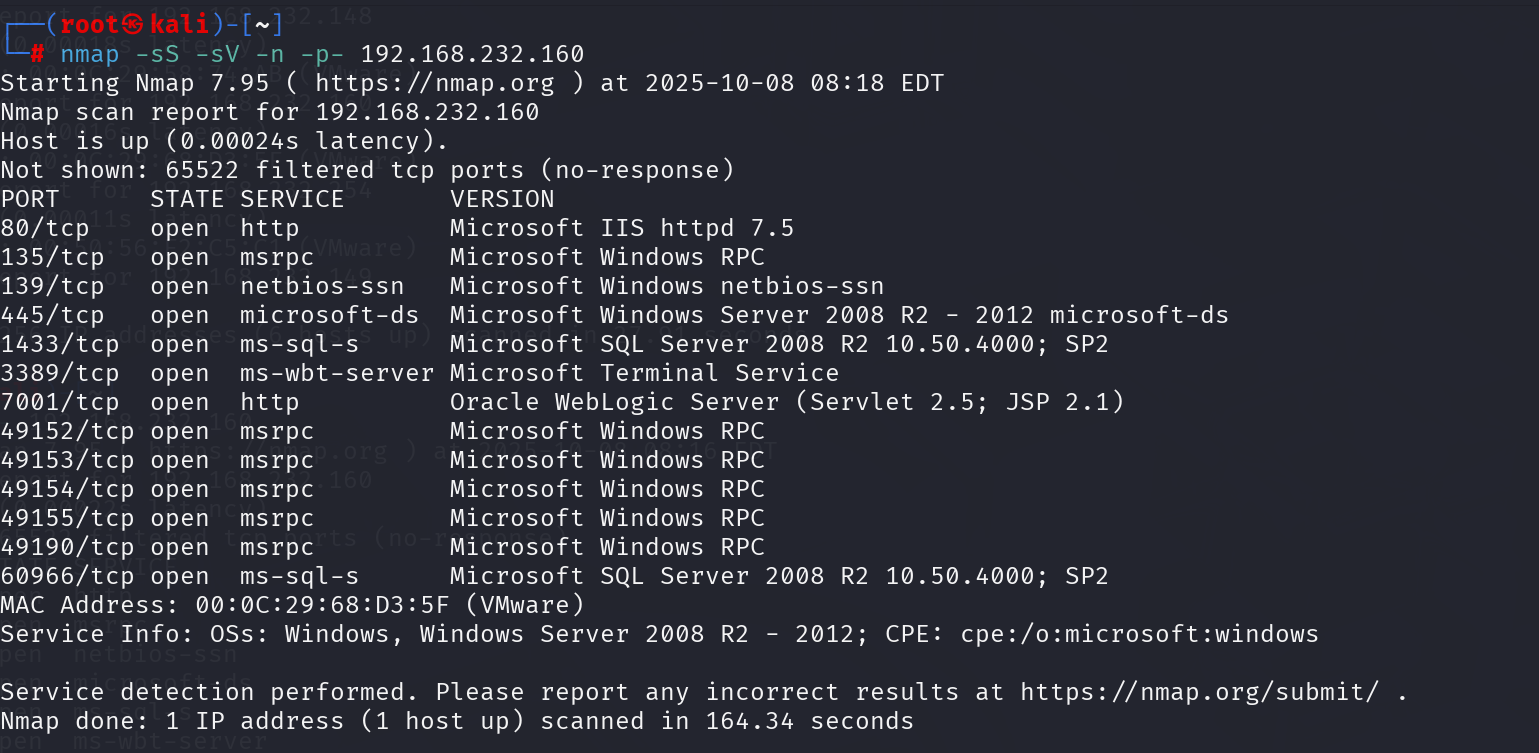 ┌──(root㉿kali)-[~]
└─# nmap -sS -sV -n -p- 192.168.232.160
Starting Nmap 7.95 ( https://nmap.org ) at 2025-10-08 08:18 EDT
Nmap scan report for 192.168.232.160
Host is up (0.00024s latency).
Not shown: 65522 filtered tcp ports (no-response)
PORT      STATE SERVICE       VERSION
80/tcp    open  http          Microsoft IIS httpd 7.5
135/tcp   open  msrpc         Microsoft Windows RPC
139/tcp   open  netbios-ssn   Microsoft Windows netbios-ssn
445/tcp   open  microsoft-ds  Microsoft Windows Server 2008 R2 - 2012 microsoft-ds
1433/tcp  open  ms-sql-s      Microsoft SQL Server 2008 R2 10.50.4000; SP2
3389/tcp  open  ms-wbt-server Microsoft Terminal Service
7001/tcp  open  http          Oracle WebLogic Server (Servlet 2.5; JSP 2.1)
49152/tcp open  msrpc         Microsoft Windows RPC
49153/tcp open  msrpc         Microsoft Windows RPC
49154/tcp open  msrpc         Microsoft Windows RPC
49155/tcp open  msrpc         Microsoft Windows RPC
49190/tcp open  msrpc         Microsoft Windows RPC
60966/tcp open  ms-sql-s      Microsoft SQL Server 2008 R2 10.50.4000; SP2
MAC Address: 00:0C:29:68:D3:5F (VMware)
Service Info: OSs: Windows, Windows Server 2008 R2 - 2012; CPE: cpe:/o:microsoft:windows
Service detection performed. Please report any incorrect results at https://nmap.org/submit/ .
Nmap done: 1 IP address (1 host up) scanned in 164.34 seconds